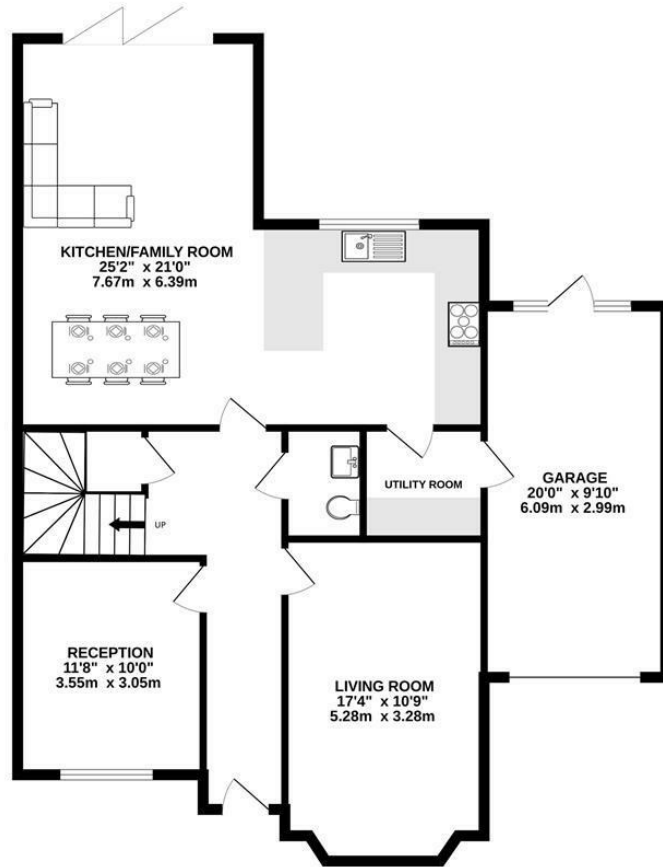 KITCHEN/FAMILY ROOM
25'2" x 21'0"
7.67m x 6.39m
UTILITY ROOM
GARAGE
20'0" x 9'10"
6.09m x 2.99m
UP
RECEPTION
11'8" x 10'0"
3.55m x 3.05m
LIVING ROOM
17'4" x 10'9"
5.28m x 3.28m